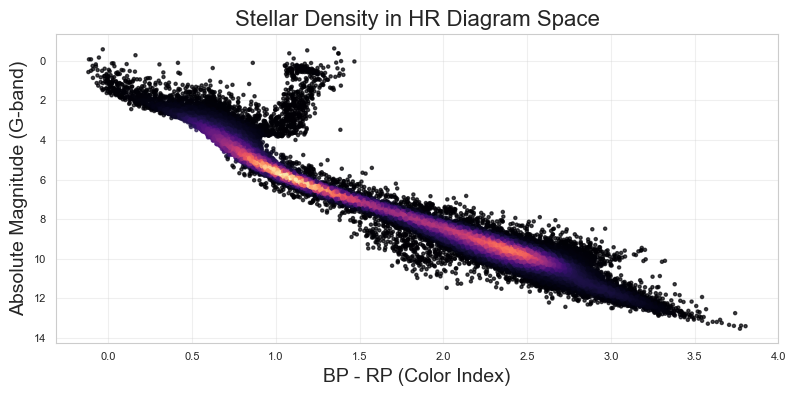 Stellar Density in HR Diagram Space
Absolute Magnitude (G-band)
0
2
4
6
8
10
12
14
0.0 0.5 1.0 1.5 2.0 2.5 3.0 3.5 4.0
BP - RP (Color Index)